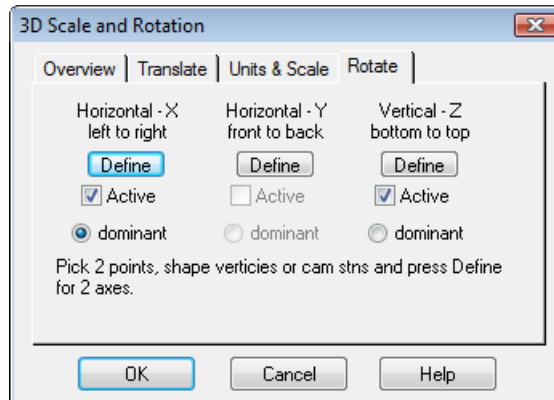 3D Scale and Rotation
Overview Translate Units & Scale Rotate
Horizontal - X Horizontal - Y Vertical - Z
left to right front to back bottom to top
Define Define Define
Active Active Active
dominant dominant dominant
Pick 2 points, shape verticies or cam stns and press Define
for 2 axes.
OK Cancel Help